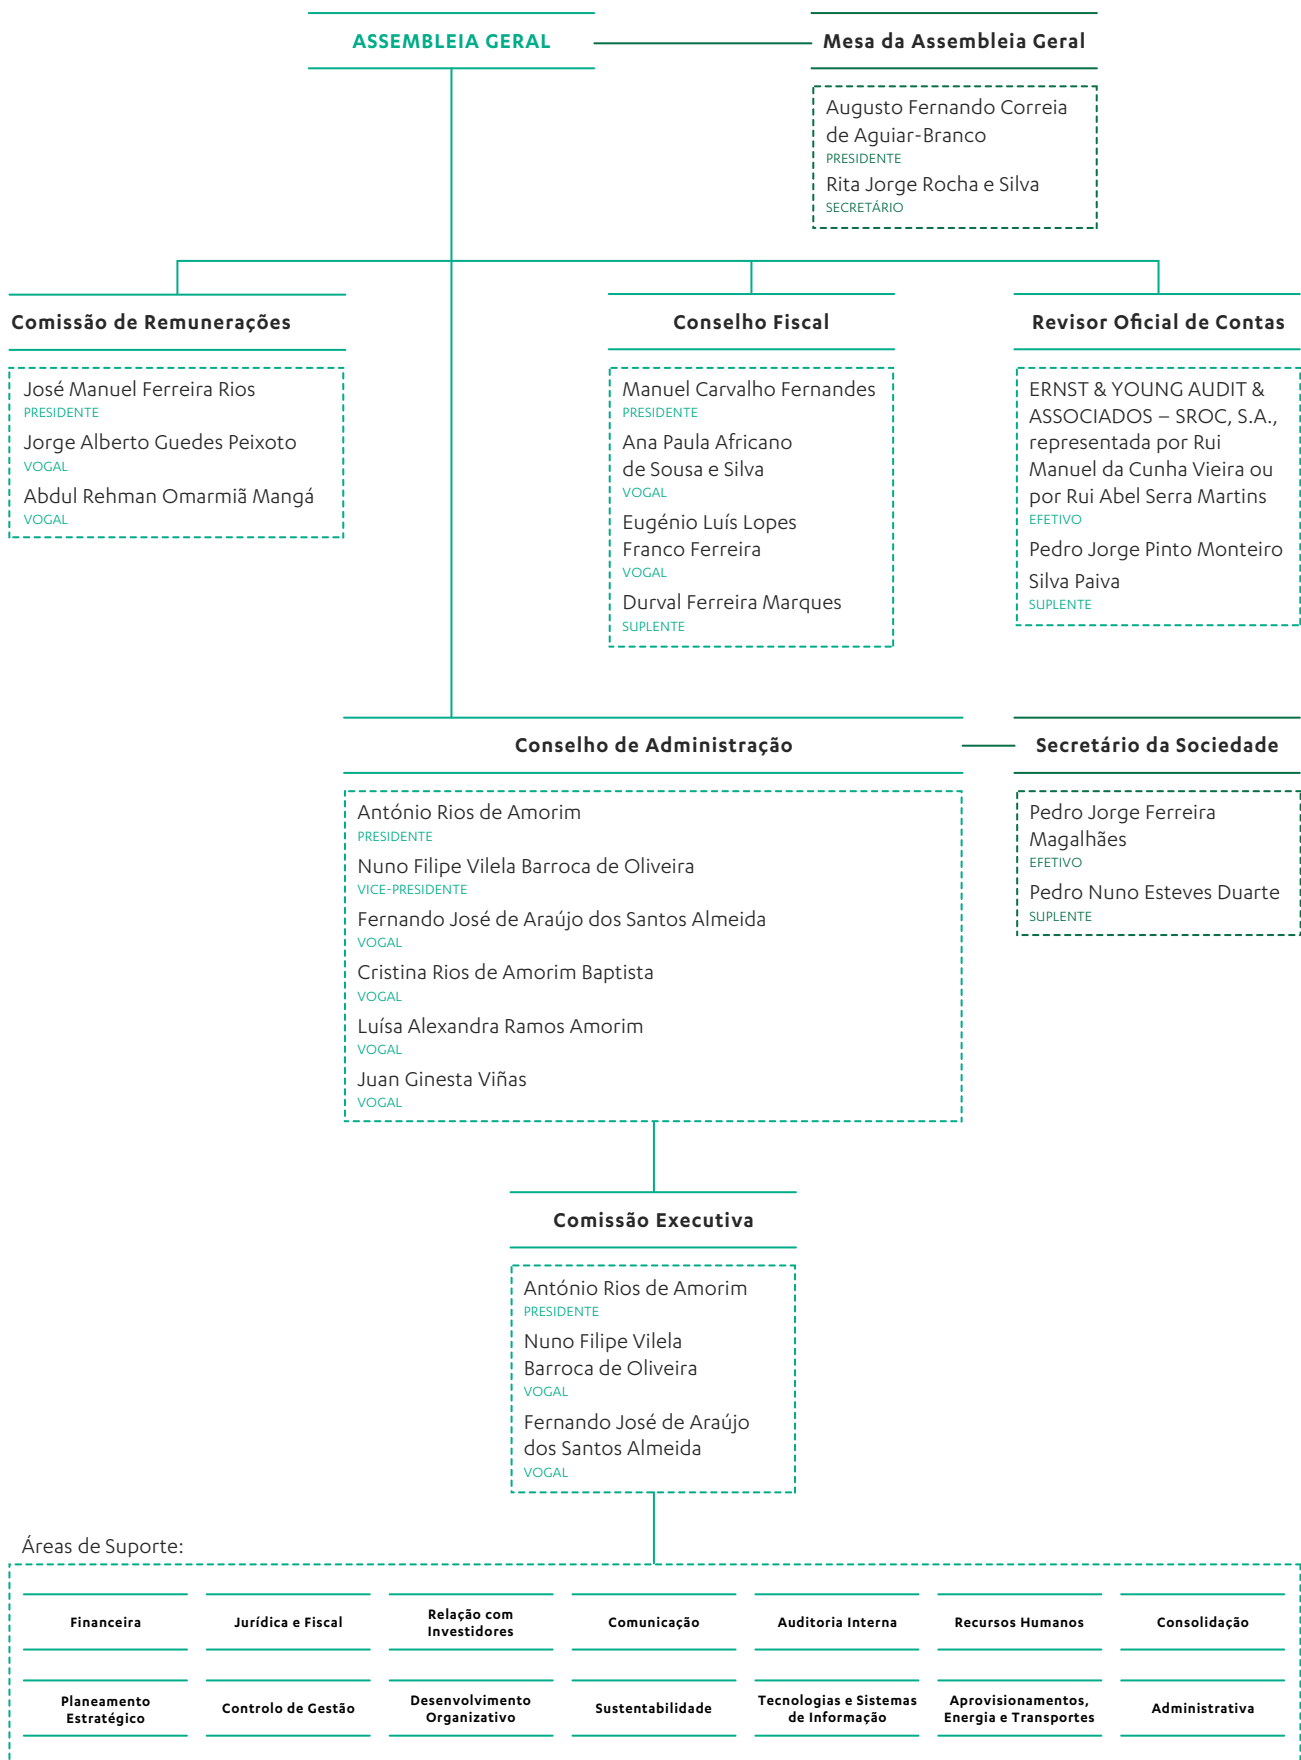 ASSEMBLEIA GERAL
Mesa da Assembleia Geral
Augusto Fernando Correia
de Aguiar-Branco
PRESIDENTE
Rita Jorge Rocha e Silva
SECRETÁRIO
Comissão de Remunerações
José Manuel Ferreira Rios
PRESIDENTE
Jorge Alberto Guedes Peixoto
VOGAL
Abdul Rehman Omarmiã Mangá
VOGAL
Conselho Fiscal
Manuel Carvalho Fernandes
PRESIDENTE
Ana Paula Africano
de Sousa e Silva
VOGAL
Eugénio Luís Lopes
Franco Ferreira
VOGAL
Durval Ferreira Marques
SUPLENTE
Revisor Oficial de Contas
ERNST & YOUNG AUDIT &
ASSOCIADOS – SROC, S.A.,
representada por Rui
Manuel da Cunha Vieira ou
por Rui Abel Serra Martins
EFETIVO
Pedro Jorge Pinto Monteiro
Silva Paiva
SUPLENTE
Conselho de Administração
António Rios de Amorim
PRESIDENTE
Nuno Filipe Vilela Barroca de Oliveira
VICE-PRESIDENTE
Fernando José de Araújo dos Santos Almeida
VOGAL
Cristina Rios de Amorim Baptista
VOGAL
Luísa Alexandra Ramos Amorim
VOGAL
Juan Ginesta Viñas
VOGAL
Secretário da Sociedade
Pedro Jorge Ferreira
Magalhães
EFETIVO
Pedro Nuno Esteves Duarte
SUPLENTE
Comissão Executiva
António Rios de Amorim
PRESIDENTE
Nuno Filipe Vilela
Barroca de Oliveira
VOGAL
Fernando José de Araújo
dos Santos Almeida
VOGAL
Áreas de Suporte:
Financeira
Jurídica e Fiscal
Relação com
Investidores
Comunicação
Auditoria Interna
Recursos Humanos
Consolidação
Planeamento
Estratégico
Controlo de Gestão
Desenvolvimento
Organizativo
Sustentabilidade
Tecnologias e Sistemas
de Informação
Aprovisionamentos,
Energia e Transportes
Administrativa